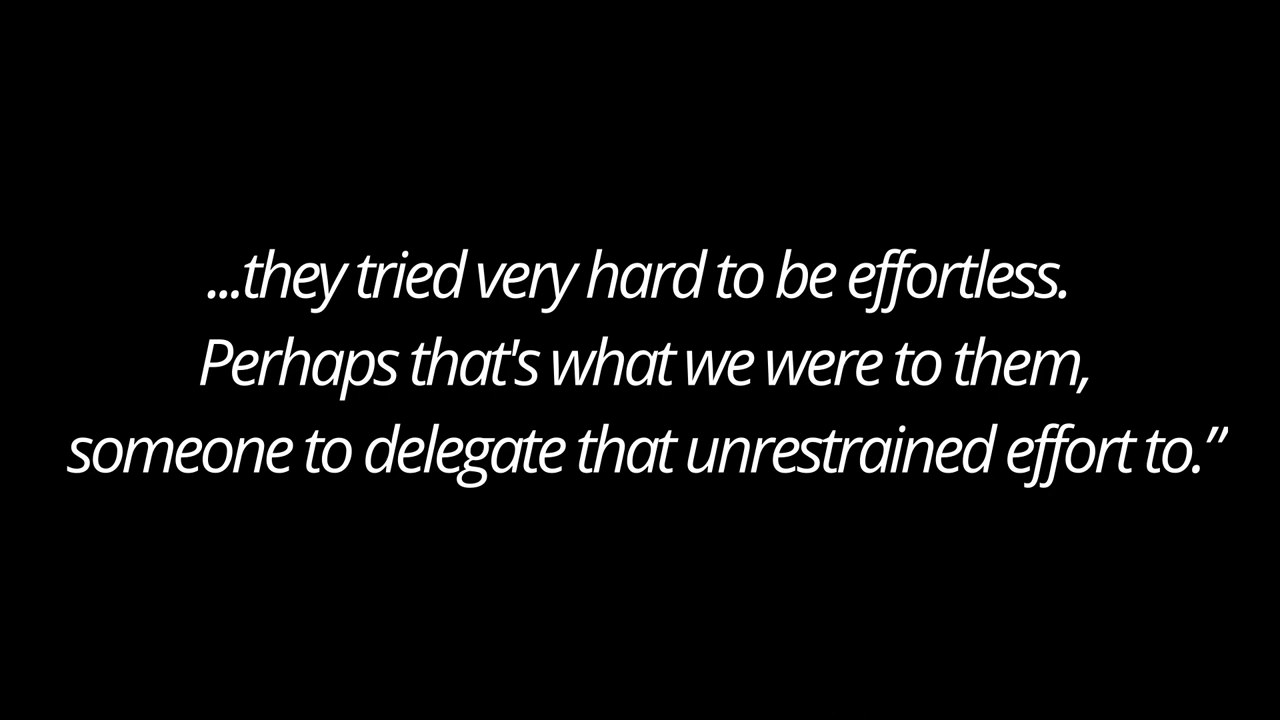 ...they tried very hard to be effortless.
Perhaps that's what we were to them,
someone to delegate that unrestrained effort to.”